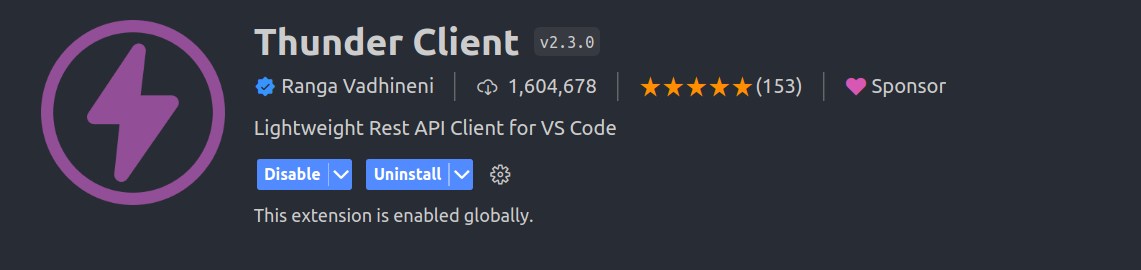 Thunder Client v2.3.0
Ranga Vadhineni 1,604,678 (153) Sponsor
Lightweight Rest API Client for VS Code
Disable Uninstall
This extension is enabled globally.